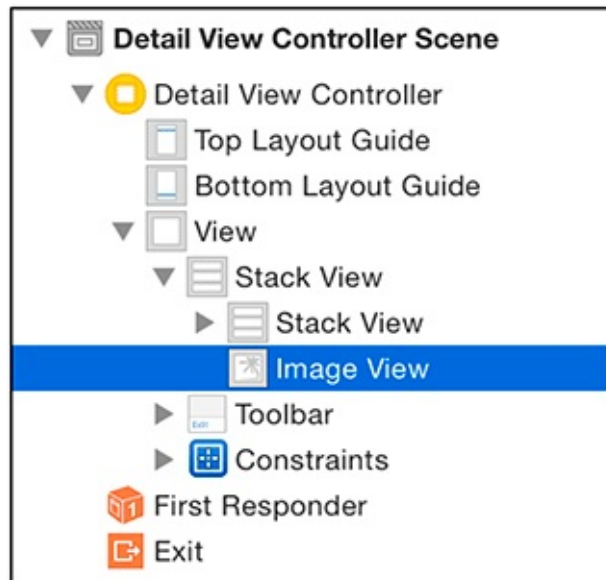 Detail View Controller Scene
Detail View Controller
Top Layout Guide
Bottom Layout Guide
View
Stack View
Stack View
Image View
Toolbar
Constraints
First Responder
Exit